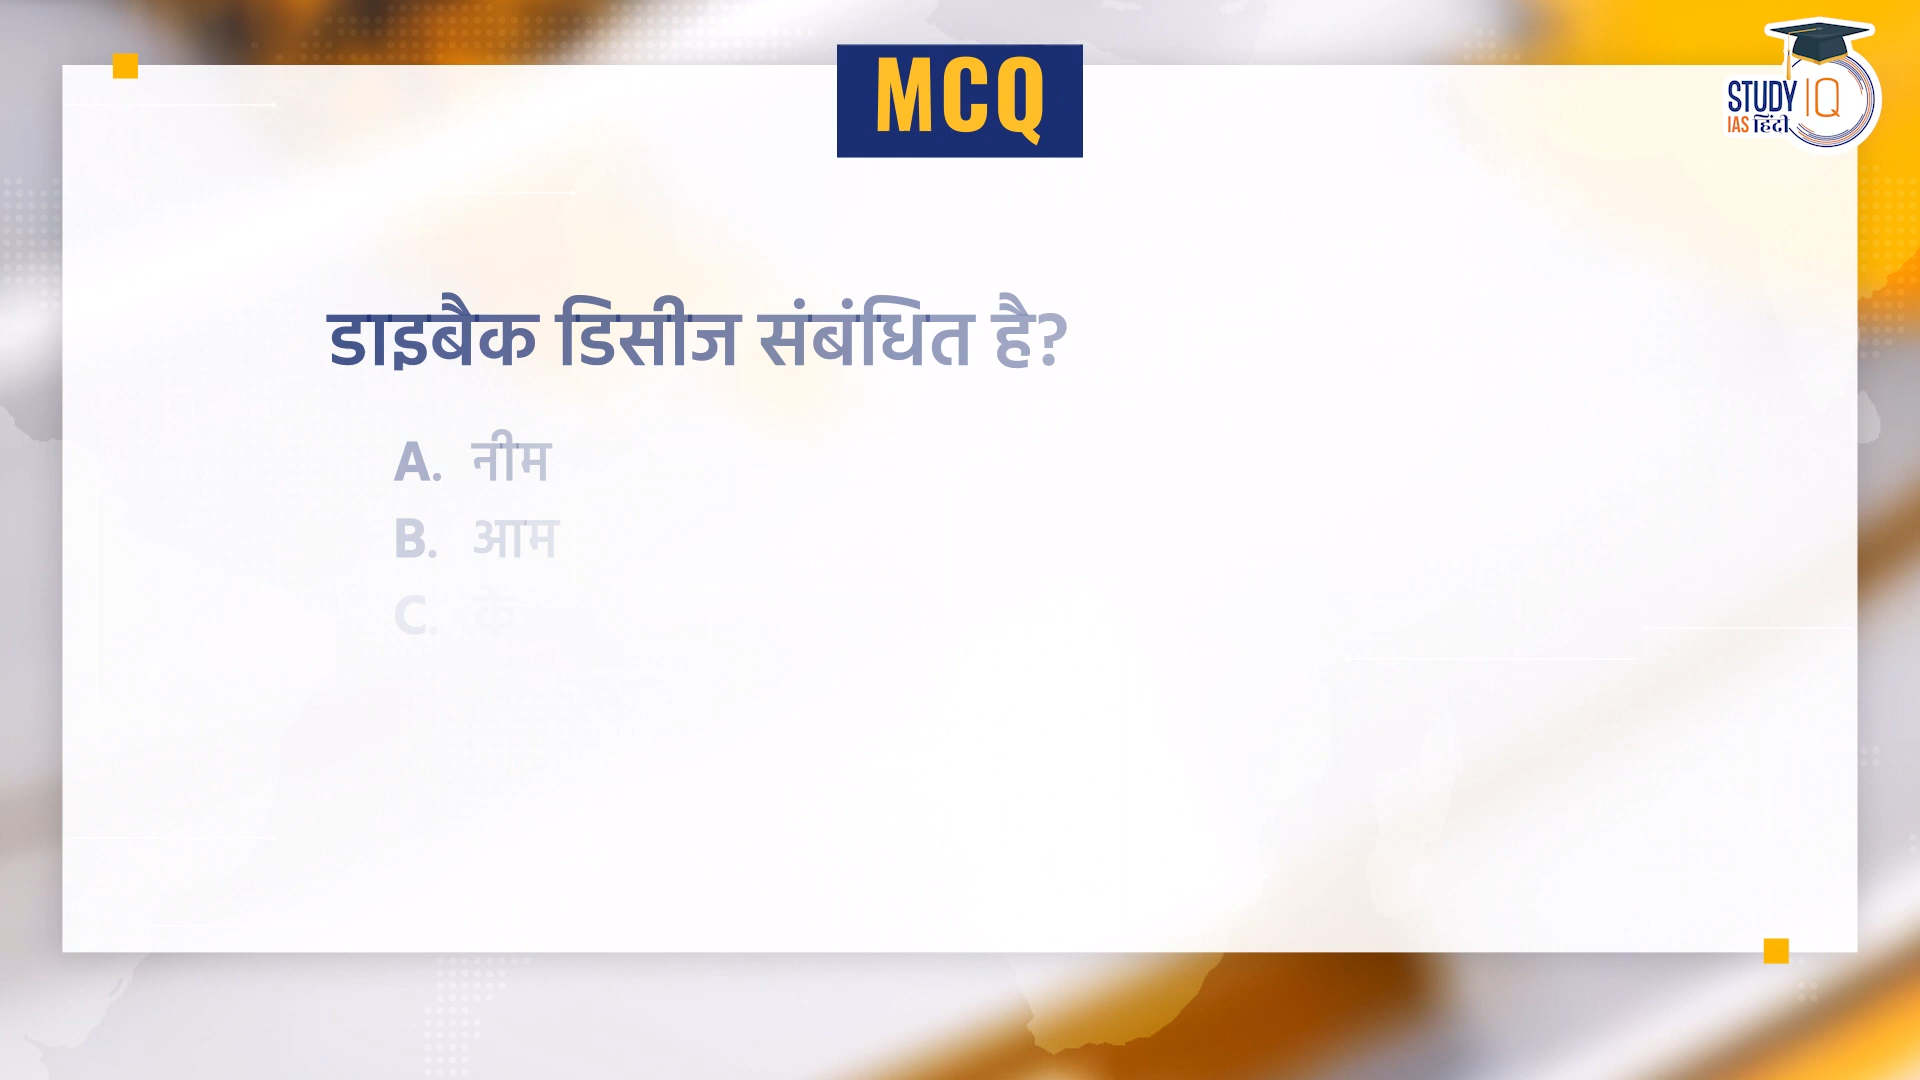 MCQ
STUDY IQ
IAS हिंदी
डाइबैक डिसीज संबंधित है?
A. नीम
B. आम
C.